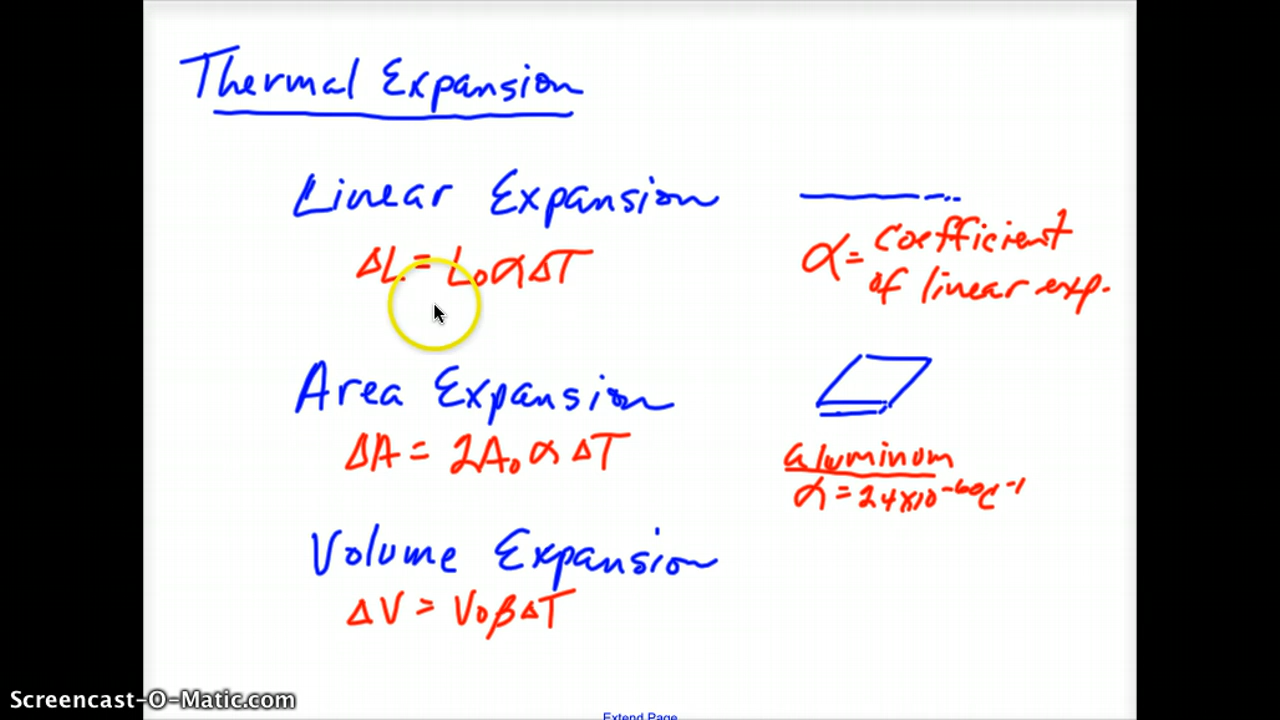 Thermal Expansion
Linear Expansion
ΔL = L₀αΔT
α = coefficient
of linear exp.
Area Expansion
ΔA = 2A₀αΔT
aluminum
α = 24x10⁻⁶ °C⁻¹
Volume Expansion
ΔV = V₀βΔT
Screencast-O-Matic.com
Extend Page